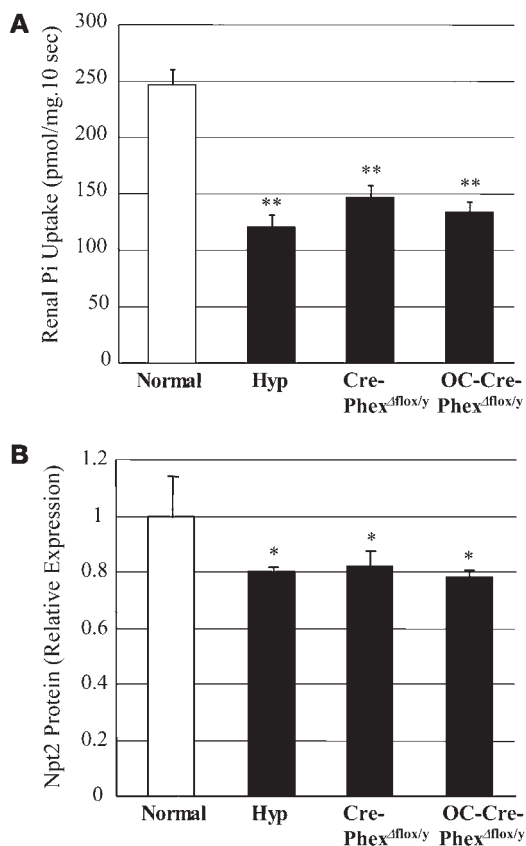 A
Renal Pi Uptake (pmol/mg.10 sec)
300
250
200
150
100
50
0
**
**
**
Normal
Hyp
Cre-
Phex^Δflox/y
OC-Cre-
Phex^Δflox/y
B
Npt2 Protein (Relative Expression)
1.2
1
0.8
0.6
0.4
0.2
0
*
*
*
Normal
Hyp
Cre-
Phex^Δflox/y
OC-Cre-
Phex^Δflox/y